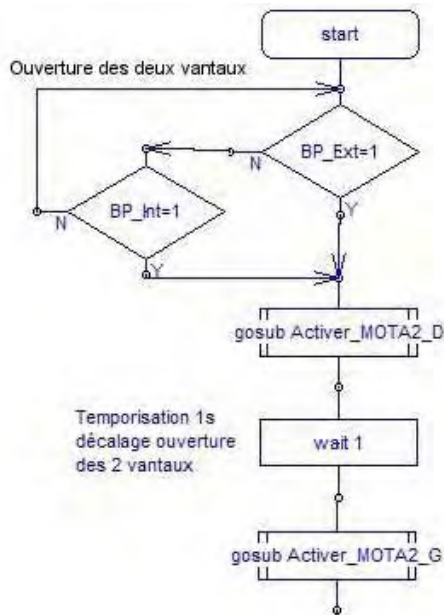 start
Ouverture des deux vantaux
BP_Ext=1
N
BP_Int=1
Y
N
Y
gosub Activer_MOTA2_D
Temporisation 1s
décalage ouverture
des 2 vantaux
wait 1
gosub Activer_MOTA2_G